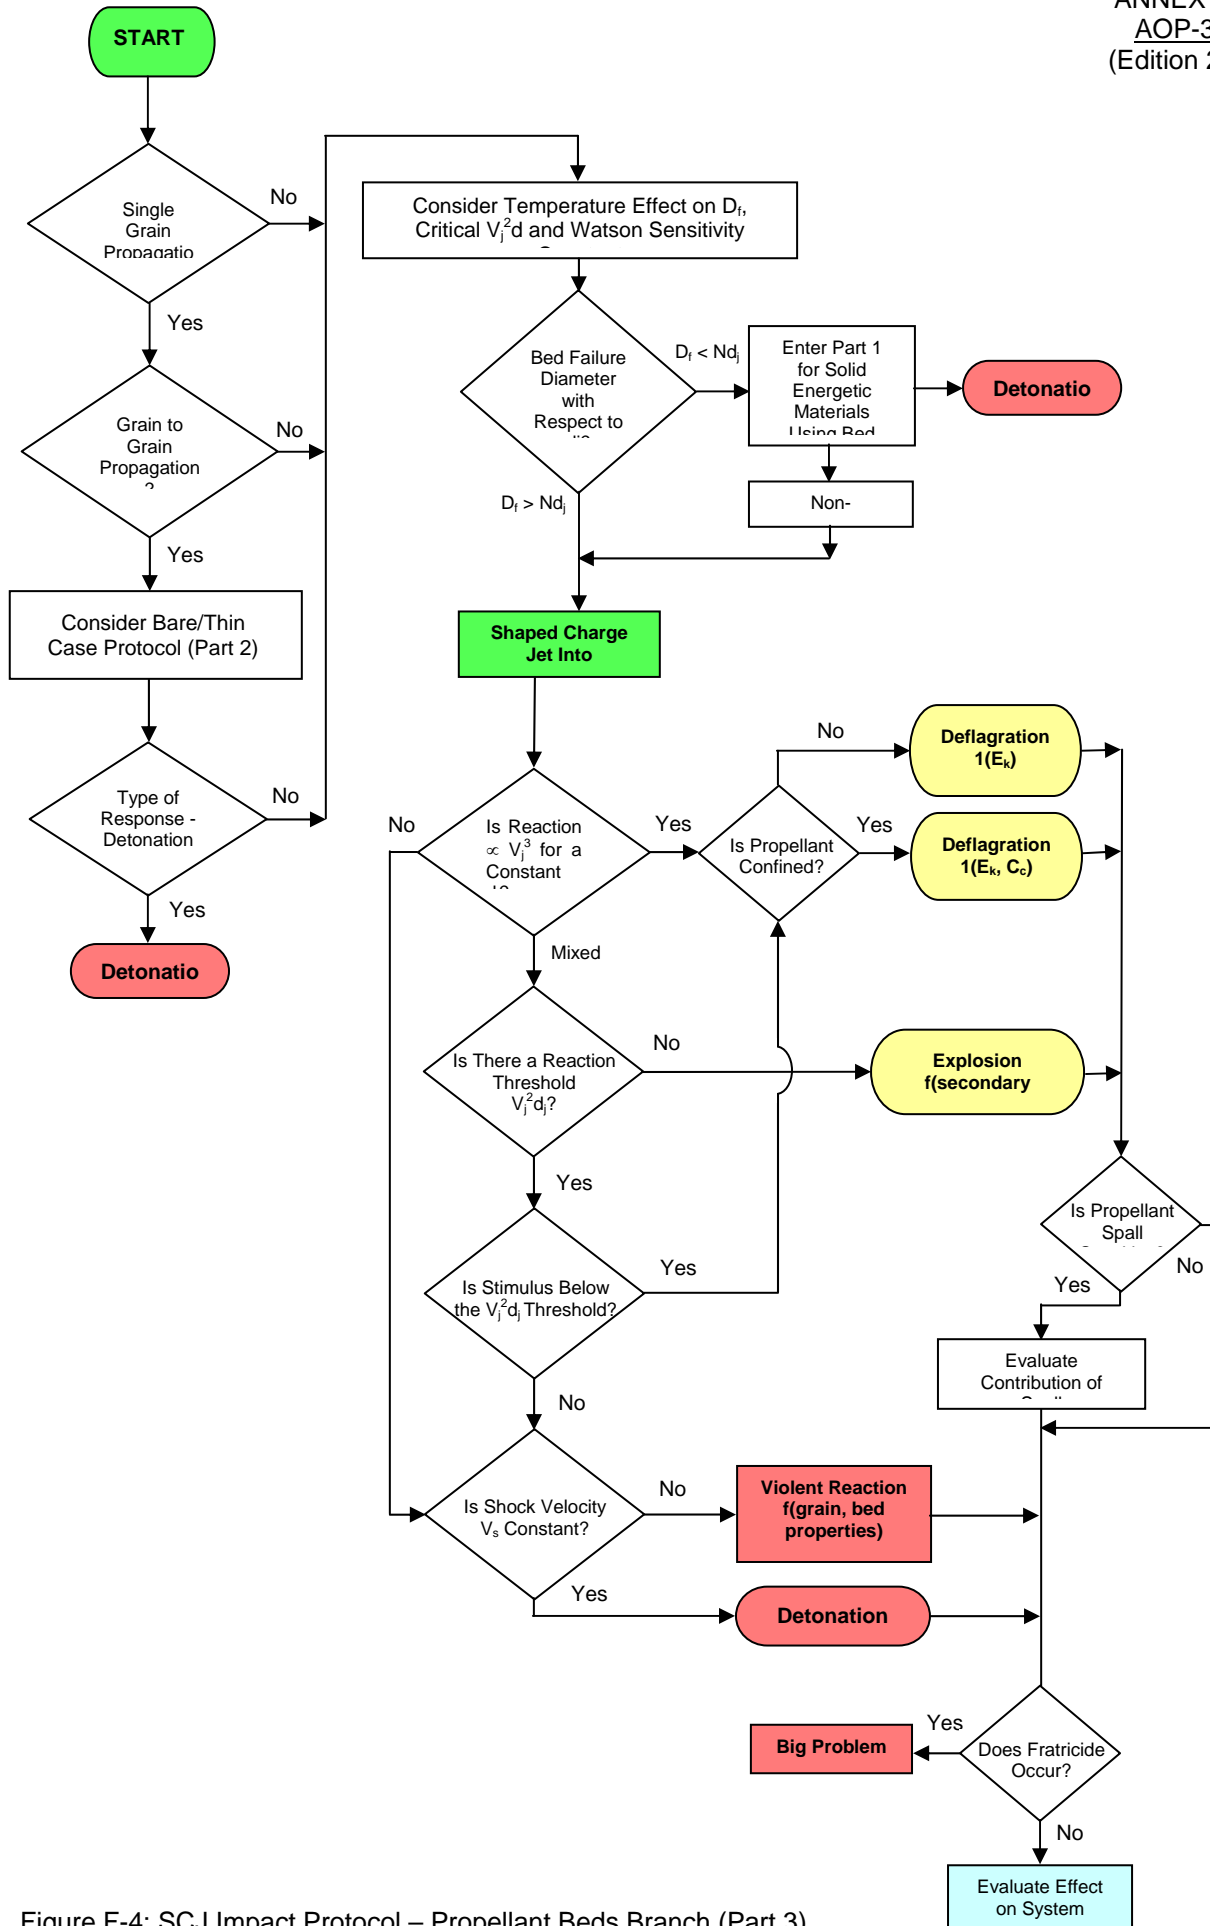 ANNEX
AOP-3
(Edition 2
START
Single
Grain
Propagatio
No
Yes
Grain to
Grain
Propagation
?
No
Yes
Consider Bare/Thin
Case Protocol (Part 2)
Type of
Response -
Detonation
No
Yes
Detonatio
Consider Temperature Effect on Df,
Critical Vj2d and Watson Sensitivity
Bed Failure
Diameter
with
Respect to
Df < Ndj
Enter Part 1
for Solid
Energetic
Materials
Using Bed
Detonatio
Df > Ndj
Non-
Shaped Charge
Jet Into
No
Is Reaction
∝ Vj3 for a
Constant
Yes
Is Propellant
Confined?
No
Deflagration
1(Ek)
Yes
Deflagration
1(Ek, Cc)
Mixed
Is There a Reaction
Threshold
Vj2dj?
No
Explosion
f(secondary
Yes
Is Propellant
Spall
No
Yes
Is Stimulus Below
the Vj2dj Threshold?
Yes
Evaluate
Contribution of
No
Is Shock Velocity
Vs Constant?
No
Violent Reaction
f(grain, bed
properties)
Yes
Detonation
Does Fratricide
Occur?
Yes
Big Problem
No
Evaluate Effect
on System
Figure F-4: SCJ Impact Protocol – Propellant Beds Branch (Part 3)